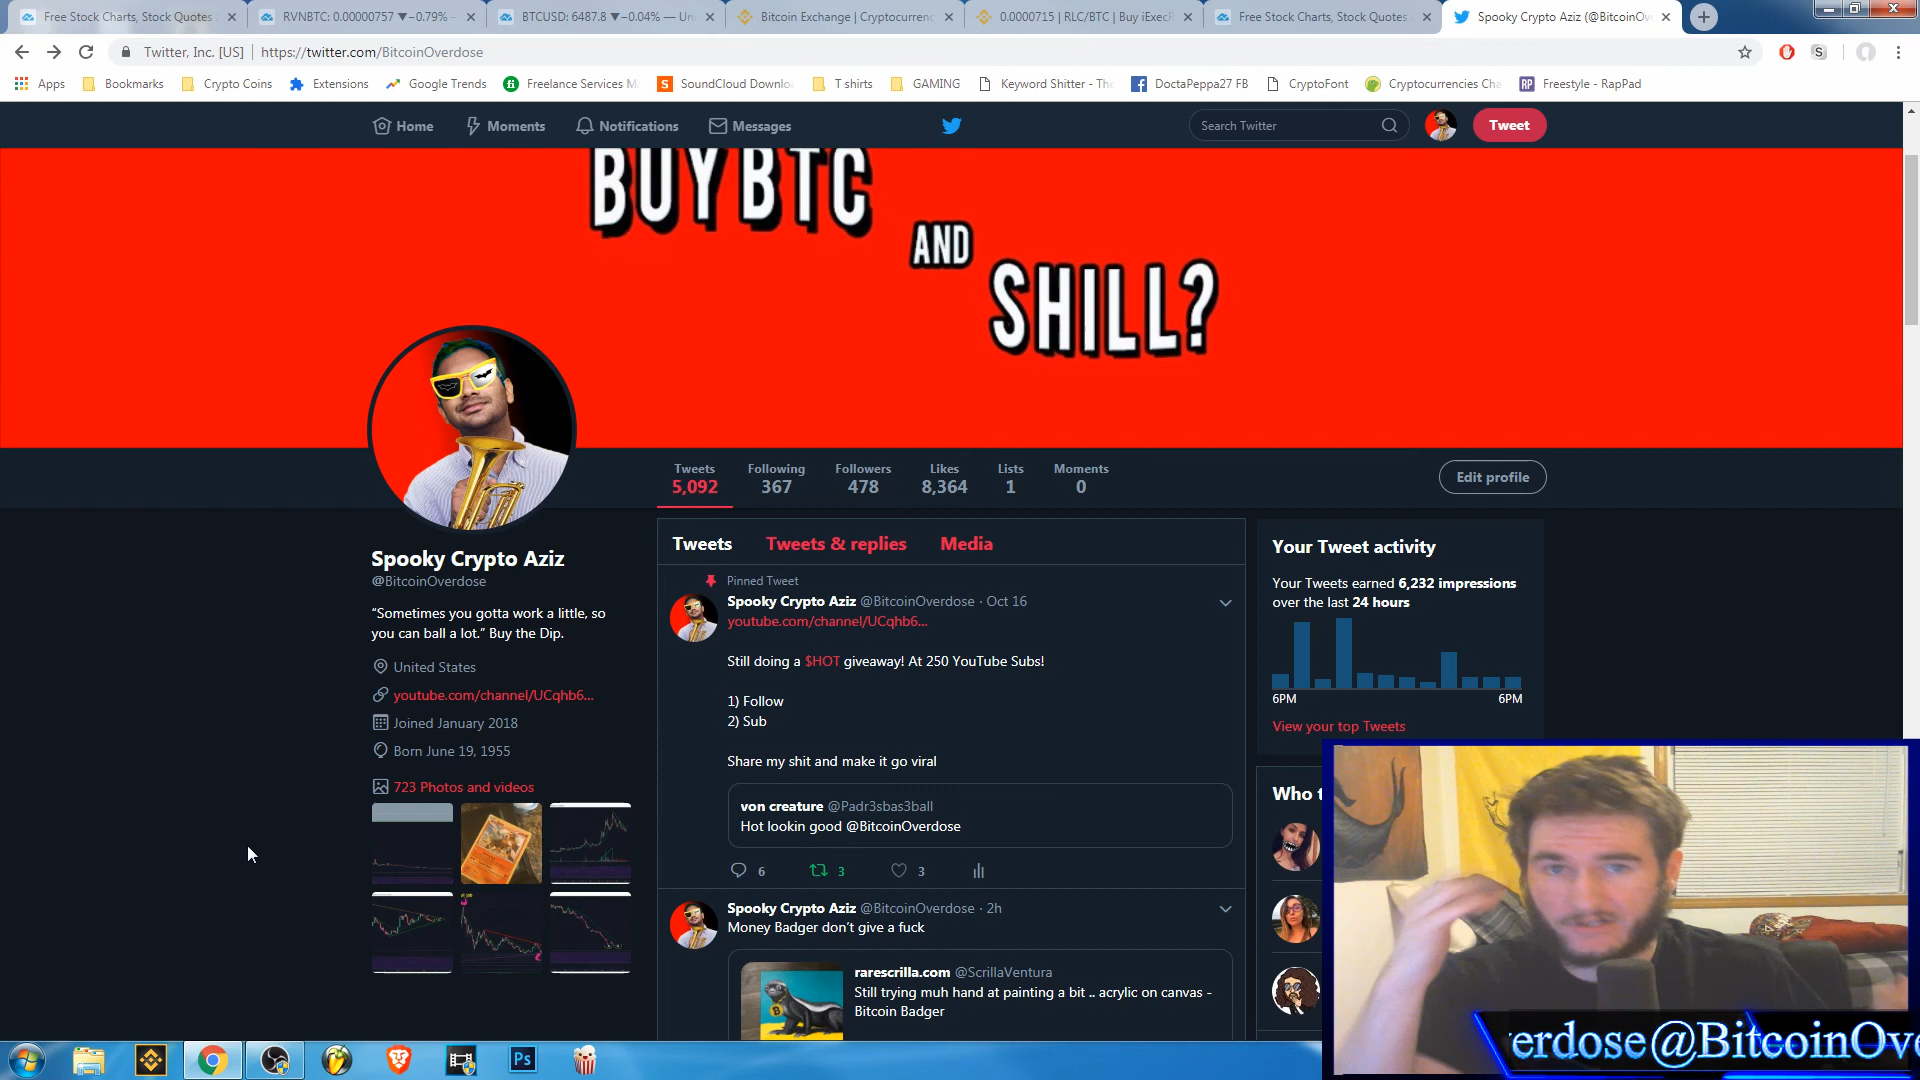 Free Stock Charts, Stock Quotes
RVNBTC: 0.00000757 ▼−0.79%
BTCUSD: 6487.8 ▼−0.04% — Un
Bitcoin Exchange | Cryptocurrenc
0.0000715 | RLC/BTC | Buy iExec
Free Stock Charts, Stock Quotes
Spooky Crypto Aziz (@BitcoinOv
Twitter, Inc. [US]
https://twitter.com/BitcoinOverdose
Apps
Bookmarks
Crypto Coins
Extensions
Google Trends
Freelance Services M
SoundCloud Downlo
T shirts
GAMING
Keyword Shitter - The
DoctaPeppa27 FB
CryptoFont
Cryptocurrencies Cha
Freestyle - RapPad
Home
Moments
Notifications
Messages
Search Twitter
Tweet
BUY BTC
AND
SHILL?
Tweets
5,092
Following
367
Followers
478
Likes
8,364
Lists
1
Moments
0
Edit profile
Spooky Crypto Aziz
@BitcoinOverdose
“Sometimes you gotta work a little, so
you can ball a lot.” Buy the Dip.
United States
youtube.com/channel/UCqhb6...
Joined January 2018
Born June 19, 1955
723 Photos and videos
Tweets
Tweets & replies
Media
Pinned Tweet
Spooky Crypto Aziz @BitcoinOverdose · Oct 16
youtube.com/channel/UCqhb6...
Still doing a $HOT giveaway! At 250 YouTube Subs!
1) Follow
2) Sub
Share my shit and make it go viral
von creature @Padr3sbas3ball
Hot lookin good @BitcoinOverdose
6
3
3
Spooky Crypto Aziz @BitcoinOverdose · 2h
Money Badger don't give a fuck
rarescrilla.com @ScrillaVentura
Still trying muh hand at painting a bit .. acrylic on canvas -
Bitcoin Badger
Your Tweet activity
Your Tweets earned 6,232 impressions
over the last 24 hours
6PM
6PM
View your top Tweets
Who t
erdose@BitcoinOv
Ps